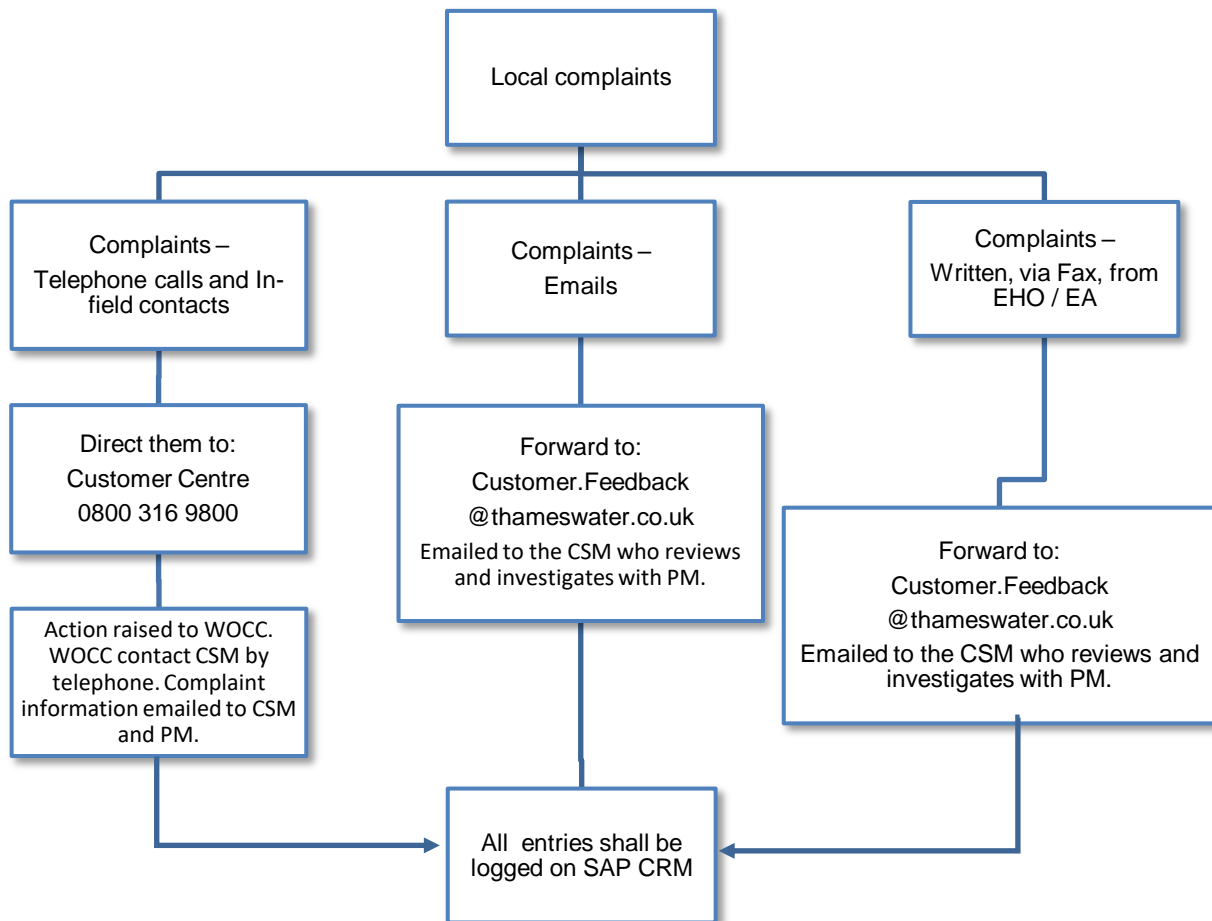 Local complaints
Complaints –
Telephone calls and In-
field contacts
Complaints –
Emails
Complaints –
Written, via Fax, from
EHO / EA
Direct them to:
Customer Centre
0800 316 9800
Forward to:
Customer.Feedback
@thameswater.co.uk
Emailed to the CSM who reviews
and investigates with PM.
Forward to:
Customer.Feedback
@thameswater.co.uk
Emailed to the CSM who reviews and
investigates with PM.
Action raised to WOCC.
WOCC contact CSM by
telephone. Complaint
information emailed to CSM
and PM.
All entries shall be
logged on SAP CRM